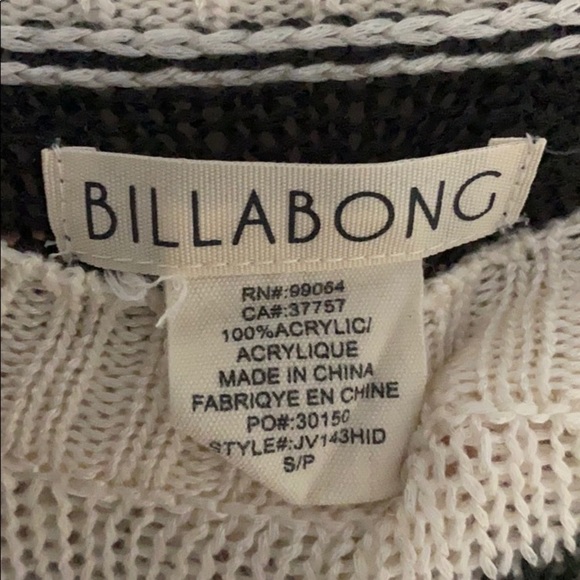 BILLABONG
RN#:99064
CA#:37757
100%ACRYLIC/
ACRYLIQUE
MADE IN CHINA
FABRIQYE EN CHINE
PO#:30150
STYLE#:JV143HID
S/P